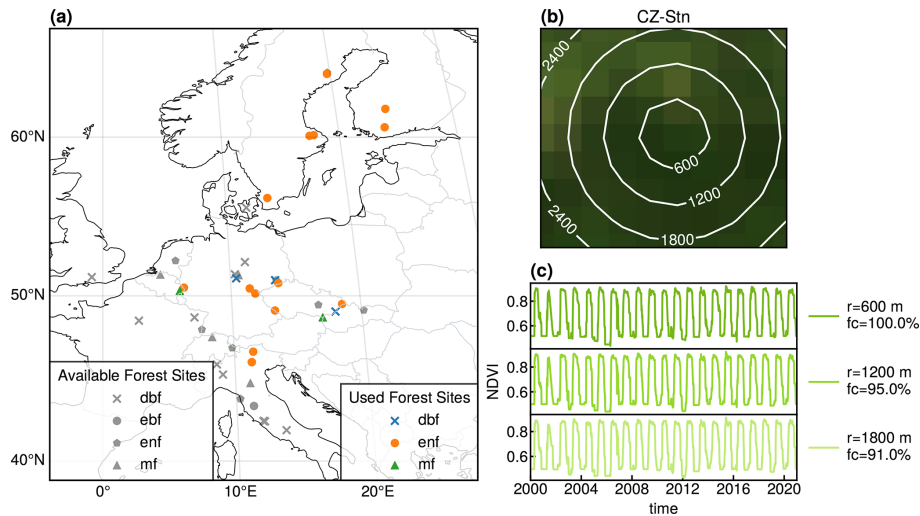 (a)
60°N
50°N
40°N
0°
10°E
20°E
Available Forest Sites
dbf
ebf
enf
mf
Used Forest Sites
dbf
enf
mf
(b)
CZ-Stn
2400
600
1200
2400
1800
(c)
NDVI
0.8
0.6
0.8
0.6
0.8
0.6
2000
2004
2008
2012
2016
2020
time
r=600 m
fc=100.0%
r=1200 m
fc=95.0%
r=1800 m
fc=91.0%